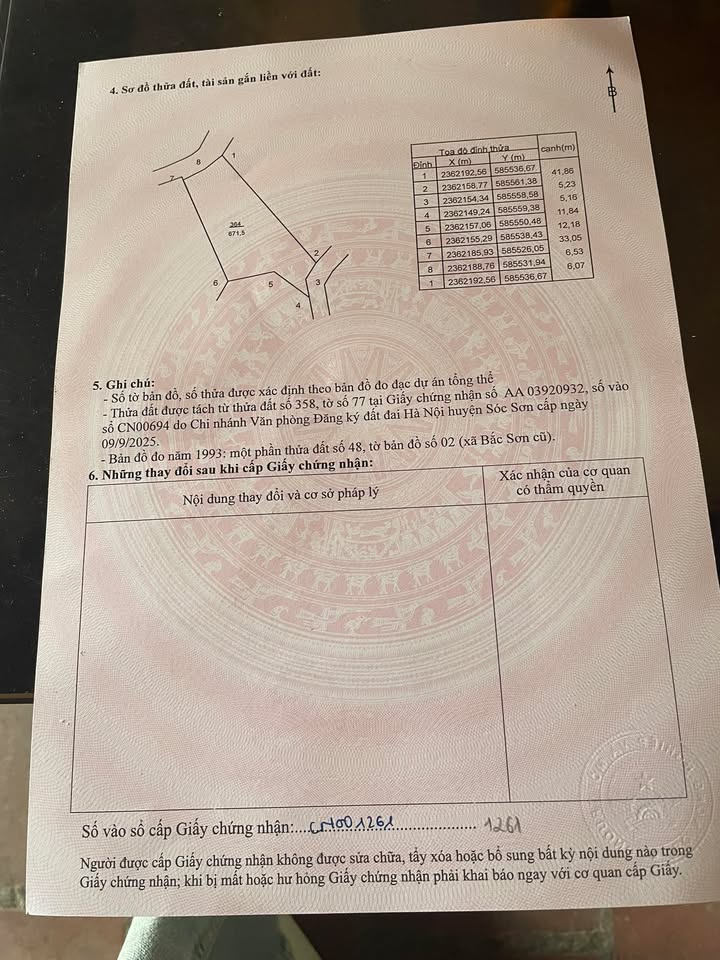 4. Sơ đồ thửa đất, tài sản gắn liền với đất:
B
8
1
7
364
671,5
2
6
5
3
4
Toạ độ đỉnh thửa cạnh(m)
Đỉnh X (m) Y (m)
1 2362192,56 585536,67
41,86
2 2362158,77 585561,38
5,23
3 2362154,34 585558,58
5,16
4 2362149,24 585559,38
11,84
5 2362157,06 585550,48
12,18
6 2362155,29 585538,43
33,05
7 2362185,93 585526,05
6,53
8 2362188,76 585531,94
6,07
1 2362192,56 585536,67
5. Ghi chú:
- Số tờ bản đồ, số thửa được xác định theo bản đồ đo đạc dự án tổng thể
- Thửa đất được tách từ thửa đất số 358, tờ số 77 tại Giấy chứng nhận số AA 03920932, số vào
sổ CN00694 do Chi nhánh Văn phòng Đăng ký đất đai Hà Nội huyện Sóc Sơn cấp ngày
09/9/2025.
- Bản đồ đo năm 1993: một phần thửa đất số 48, tờ bản đồ số 02 (xã Bắc Sơn cũ).
6. Những thay đổi sau khi cấp Giấy chứng nhận:
Nội dung thay đổi và cơ sở pháp lý
Xác nhận của cơ quan
có thẩm quyền
Số vào sổ cấp Giấy chứng nhận:....CN001261........................ 1261
Người được cấp Giấy chứng nhận không được sửa chữa, tẩy xóa hoặc bổ sung bất kỳ nội dung nào trong
Giấy chứng nhận; khi bị mất hoặc hư hỏng Giấy chứng nhận phải khai báo ngay với cơ quan cấp Giấy.